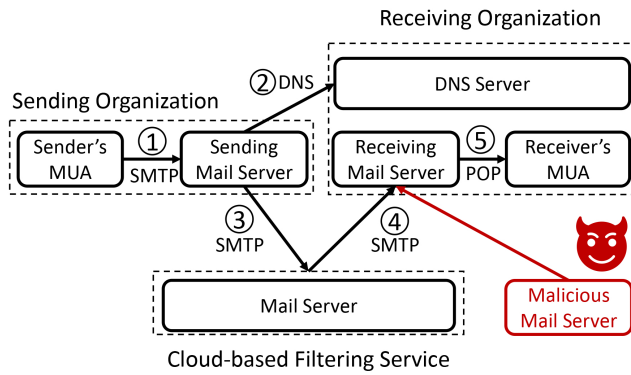 Receiving Organization
② DNS
DNS Server
Sending Organization
Sender's
MUA
①
SMTP
Sending
Mail Server
Receiving
Mail Server
⑤
POP
Receiver's
MUA
③
SMTP
④
SMTP
Mail Server
Malicious
Mail Server
Cloud-based Filtering Service